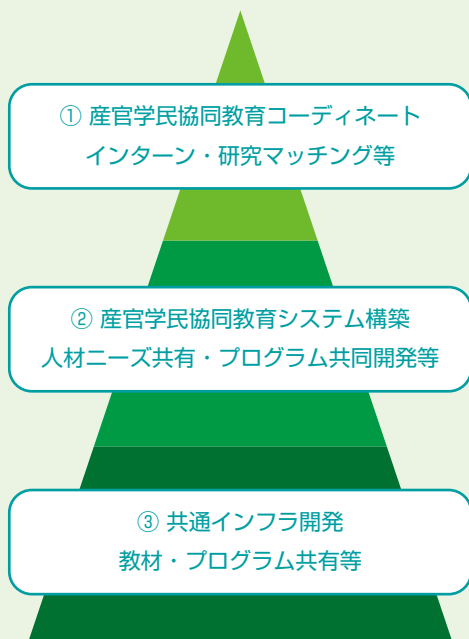 ① 産官学民協同教育コーディネート
インターン・研究マッチング等
② 産官学民協同教育システム構築
人材ニーズ共有・プログラム共同開発等
③ 共通インフラ開発
教材・プログラム共有等